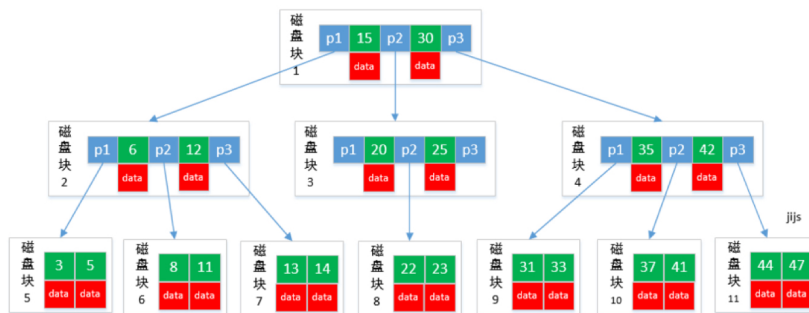 磁盘块1 p1 15 p2 30 p3
data data
磁盘块2 p1 6 p2 12 p3
data data
磁盘块3 p1 20 p2 25 p3
data data
磁盘块4 p1 35 p2 42 p3
data data
jijs
磁盘块5 3 5
data data
磁盘块6 8 11
data data
磁盘块7 13 14
data data
磁盘块8 22 23
data data
磁盘块9 31 33
data data
磁盘块10 37 41
data data
磁盘块11 44 47
data data